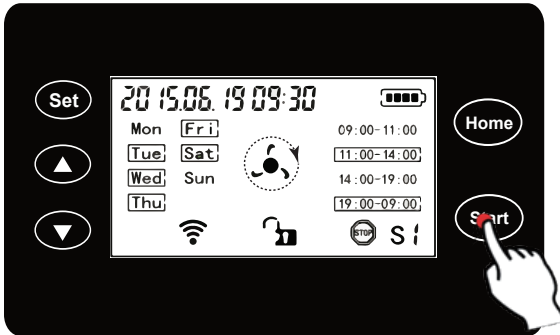 Set
Home
Start
2015.06.19 09:30
Mon Fri
Tue Sat
Wed Sun
Thu
09:00-11:00
11:00-14:00
14:00-19:00
19:00-09:00
STOP S1